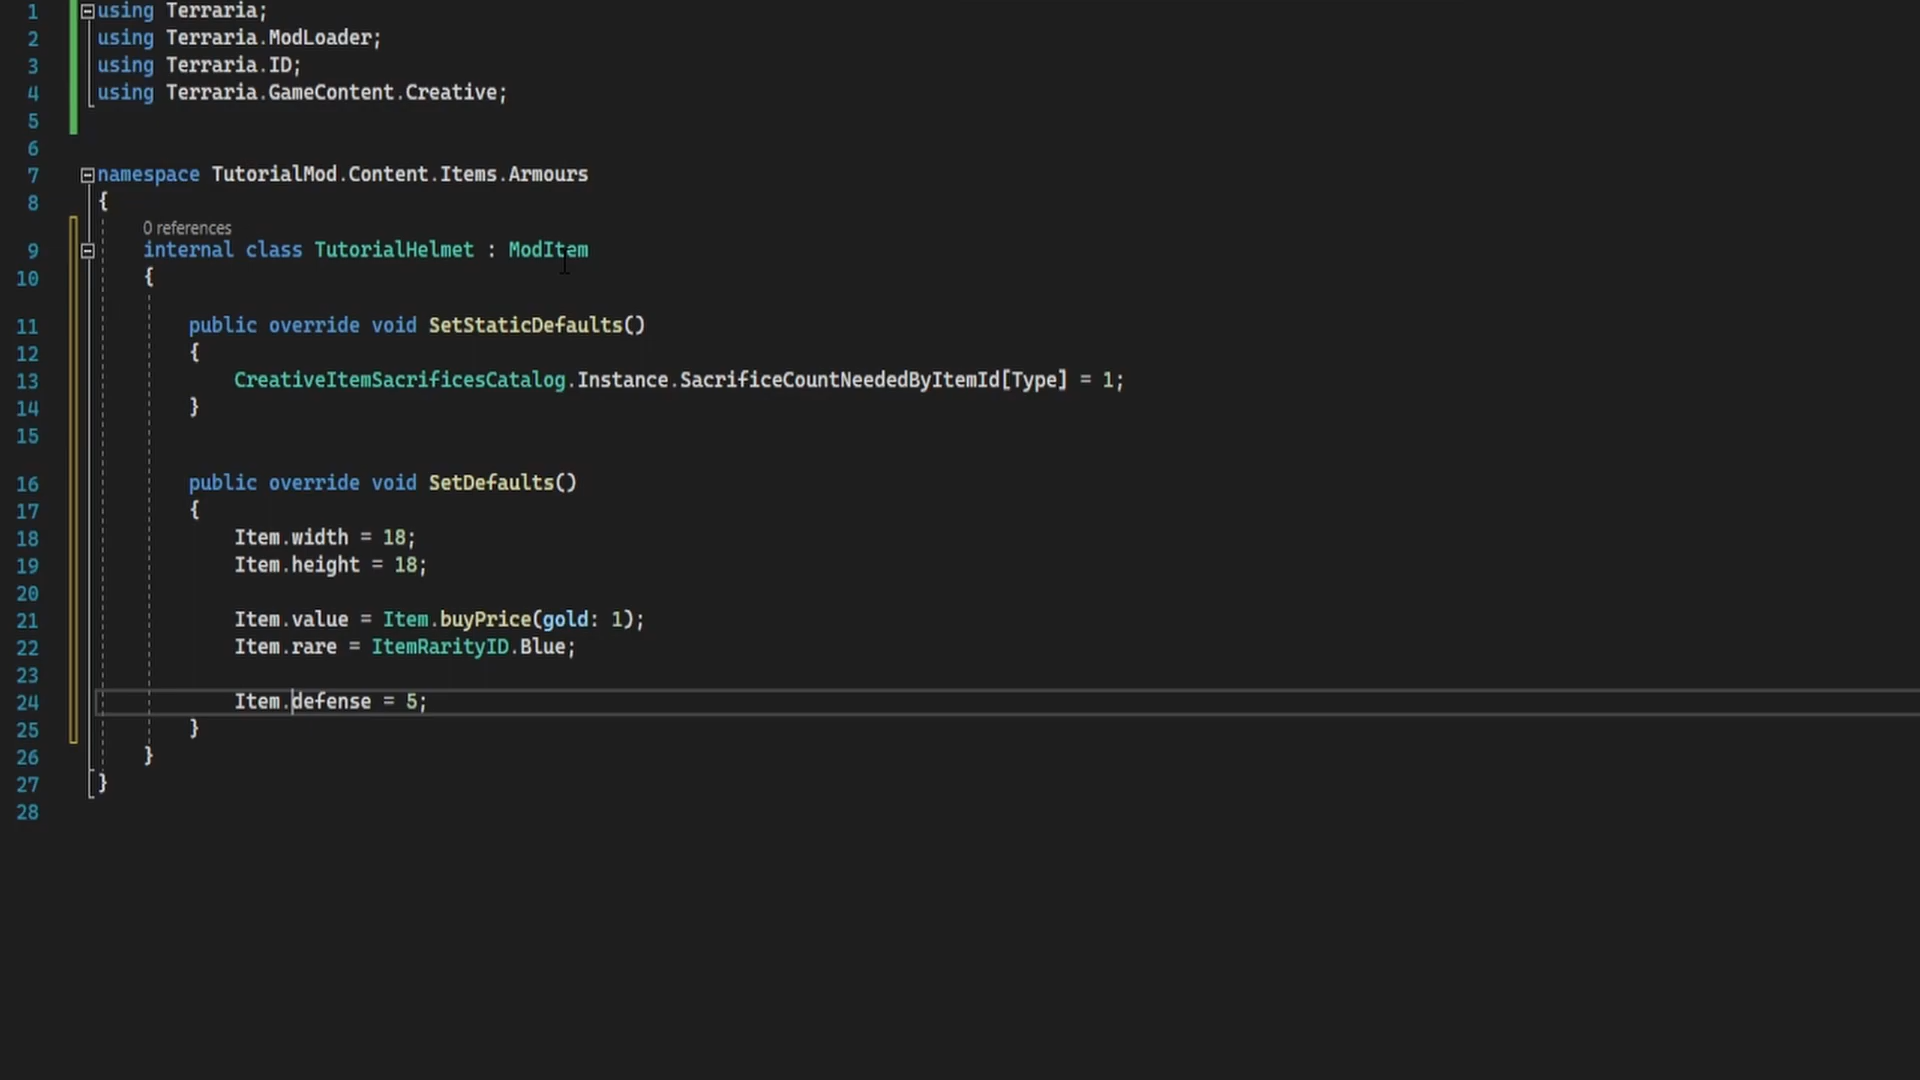 1 using Terraria;
2 using Terraria.ModLoader;
3 using Terraria.ID;
4 using Terraria.GameContent.Creative;
5
6
7 namespace TutorialMod.Content.Items.Armours
8 {
0 references
9 internal class TutorialHelmet : ModItem
10 {
11 public override void SetStaticDefaults()
12 {
13 CreativeItemSacrificesCatalog.Instance.SacrificeCountNeededByItemId[Type] = 1;
14 }
15
16 public override void SetDefaults()
17 {
18 Item.width = 18;
19 Item.height = 18;
20
21 Item.value = Item.buyPrice(gold: 1);
22 Item.rare = ItemRarityID.Blue;
23
24 Item.defense = 5;
25 }
26 }
27 }
28